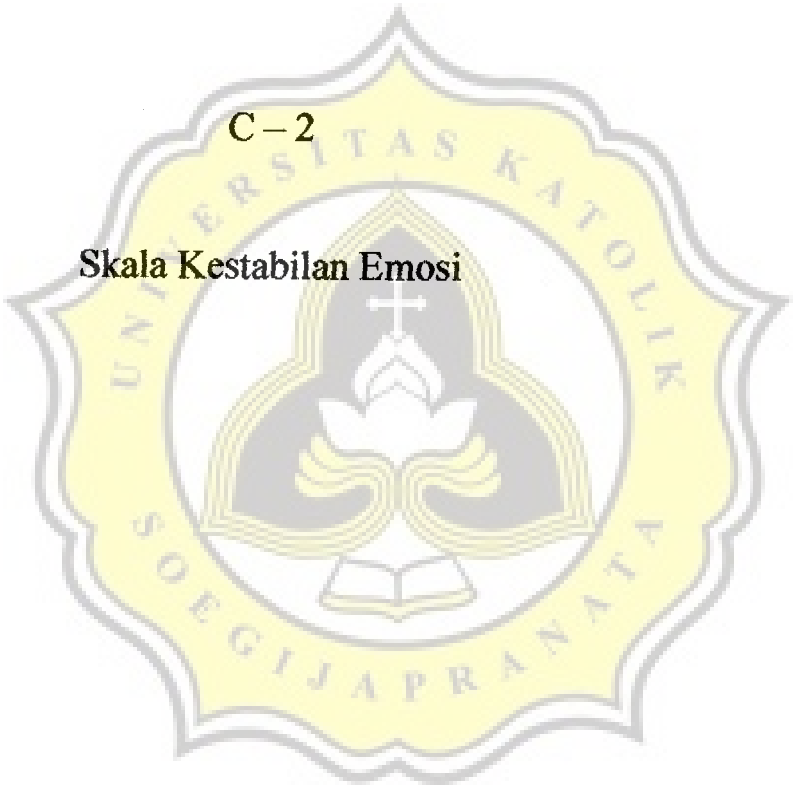 C – 2
UNIVERSITAS KATOLIK
Skala Kestabilan Emosi
SOEGIJAPRANATA